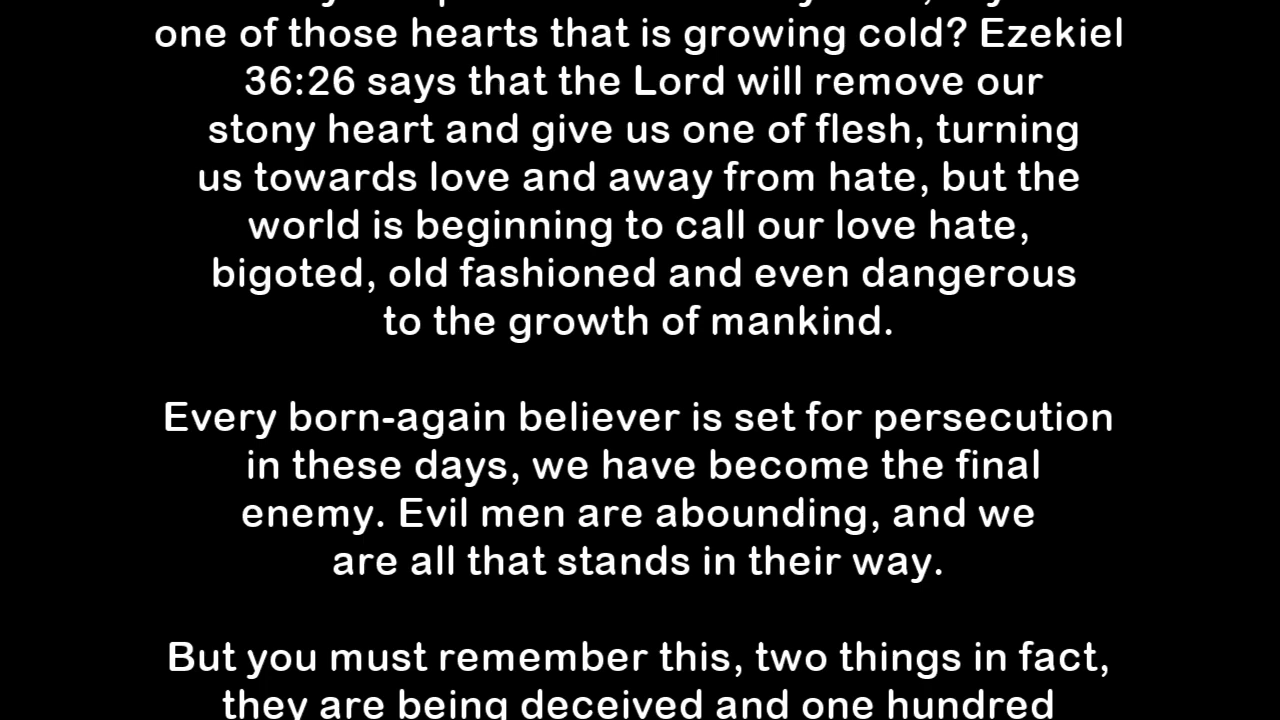 one of those hearts that is growing cold? Ezekiel
36:26 says that the Lord will remove our
stony heart and give us one of flesh, turning
us towards love and away from hate, but the
world is beginning to call our love hate,
bigoted, old fashioned and even dangerous
to the growth of mankind.
Every born-again believer is set for persecution
in these days, we have become the final
enemy. Evil men are abounding, and we
are all that stands in their way.
But you must remember this, two things in fact,
they are being deceived and one hundred